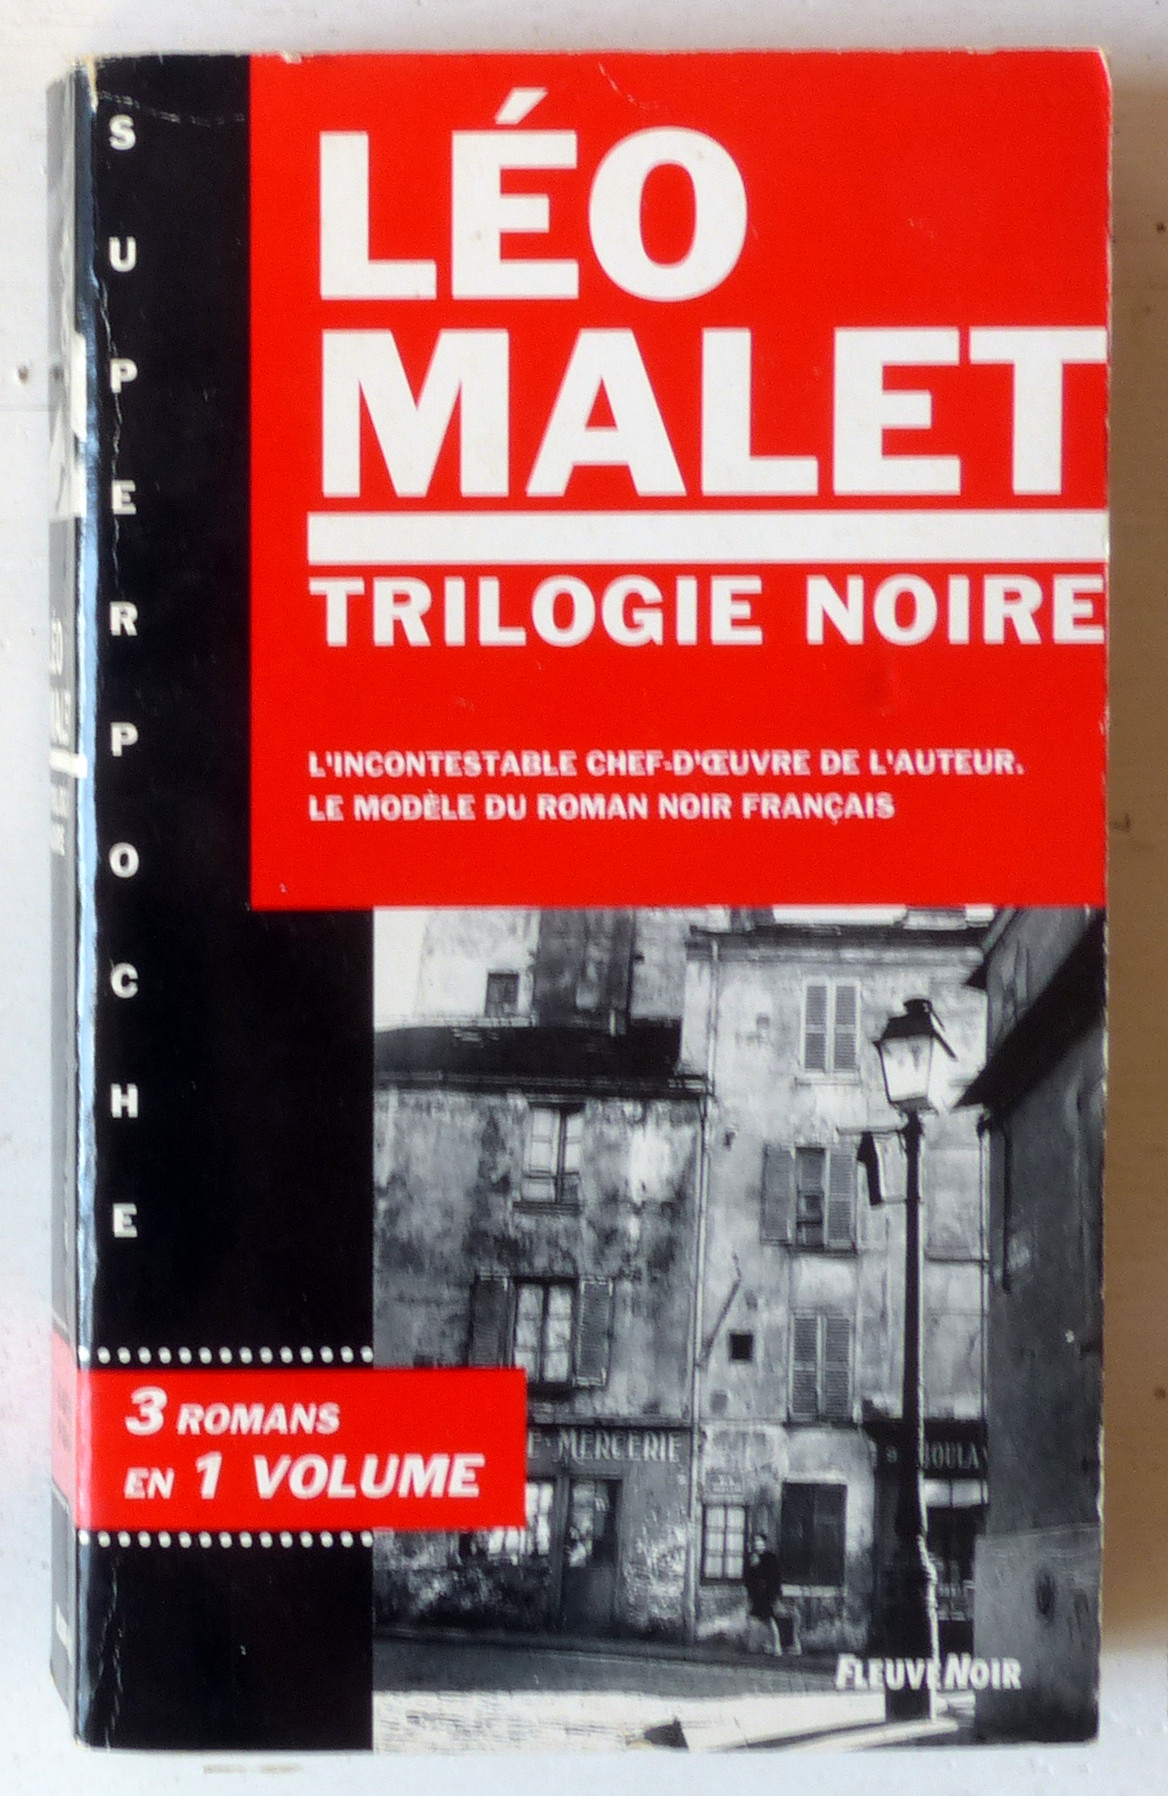 SUPERPOCHE
LÉO
MALET
TRILOGIE NOIRE
L'INCONTESTABLE CHEF-D'ŒUVRE DE L'AUTEUR.
LE MODÈLE DU ROMAN NOIR FRANÇAIS
3 ROMANS
EN 1 VOLUME
MERCERIE
BOULA
FLEUVE NOIR